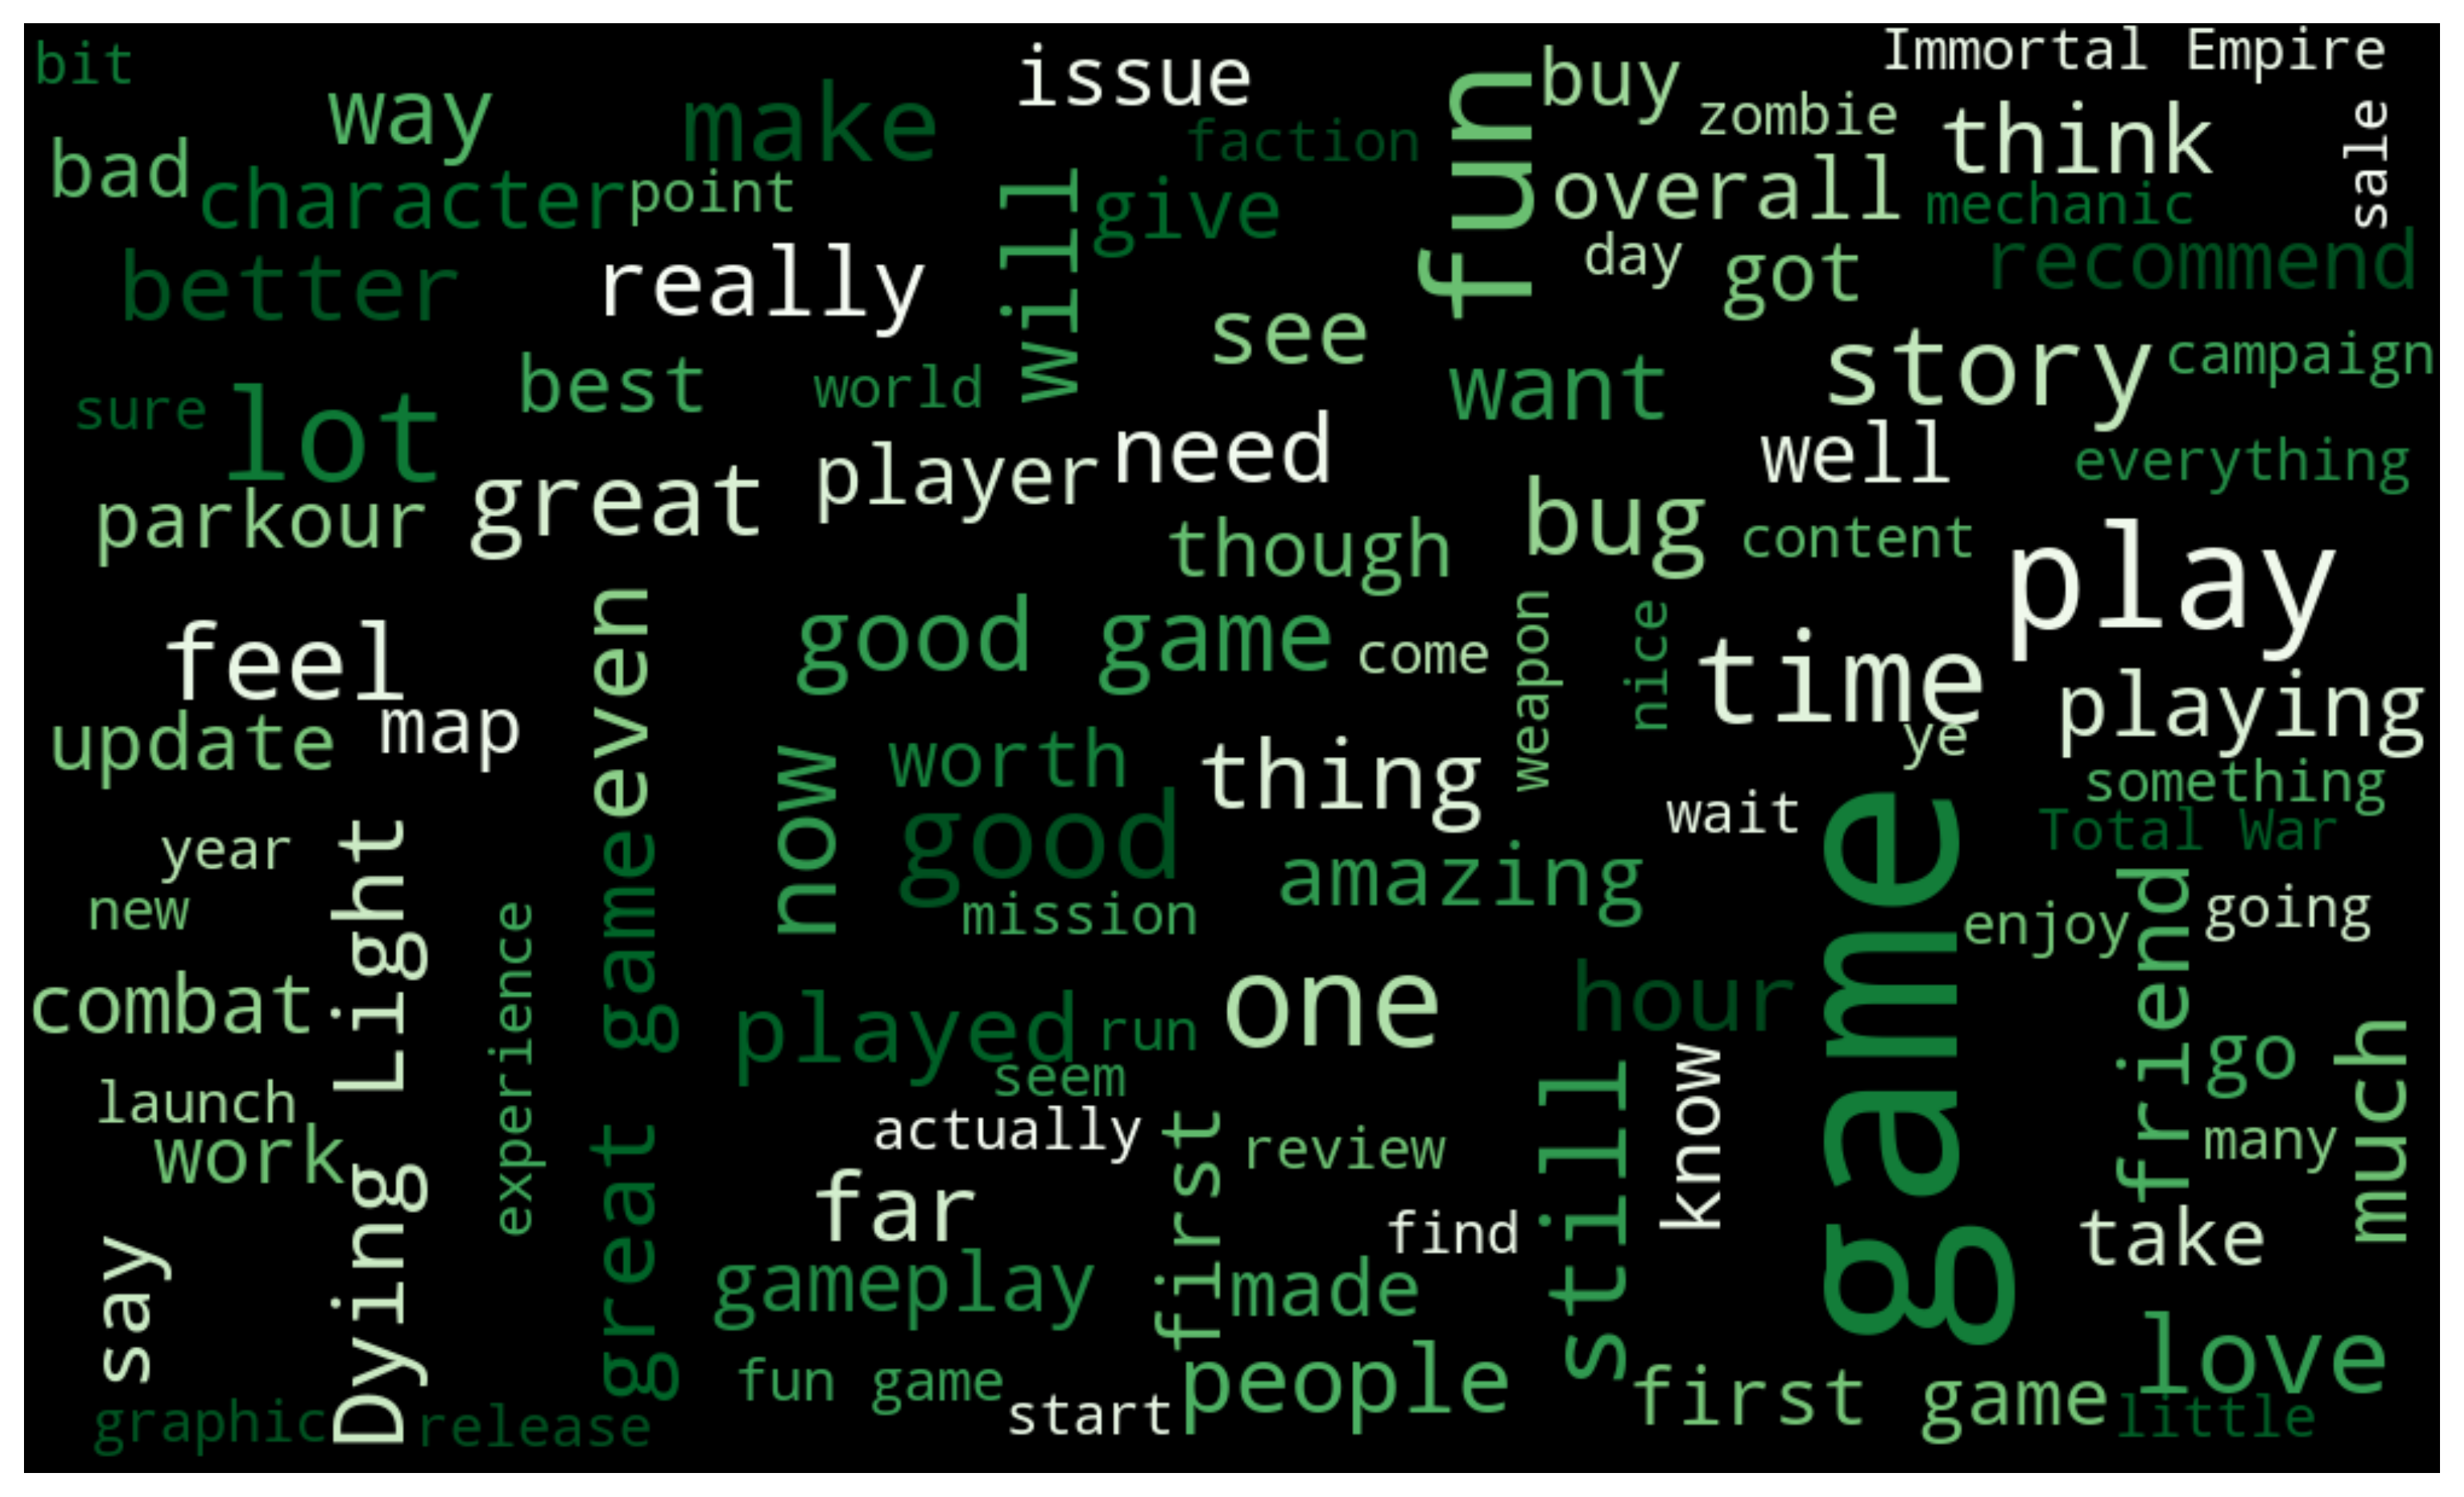 bit
way
make
issue
fun
buy
Immortal Empire
zombie
think
sale
bad
character
point
will
faction
give
overall
mechanic
better
really
see
day
got
recommend
sure
lot
best
world
want
story
campaign
parkour
great
player
need
well
everything
though
bug
content
play
feel
even
good game
come
weapon
nice
time
update
map
now
worth
thing
ye
playing
something
year
Dying Light
great game
good
amazing
wait
game
Total War
new
experience
mission
enjoy
friend
going
combat
played
run
one
hour
go
much
launch
seem
still
know
work
actually
first
review
many
say
far
find
take
gameplay
made
love
graphic
release
fun game
start
people
first game
little